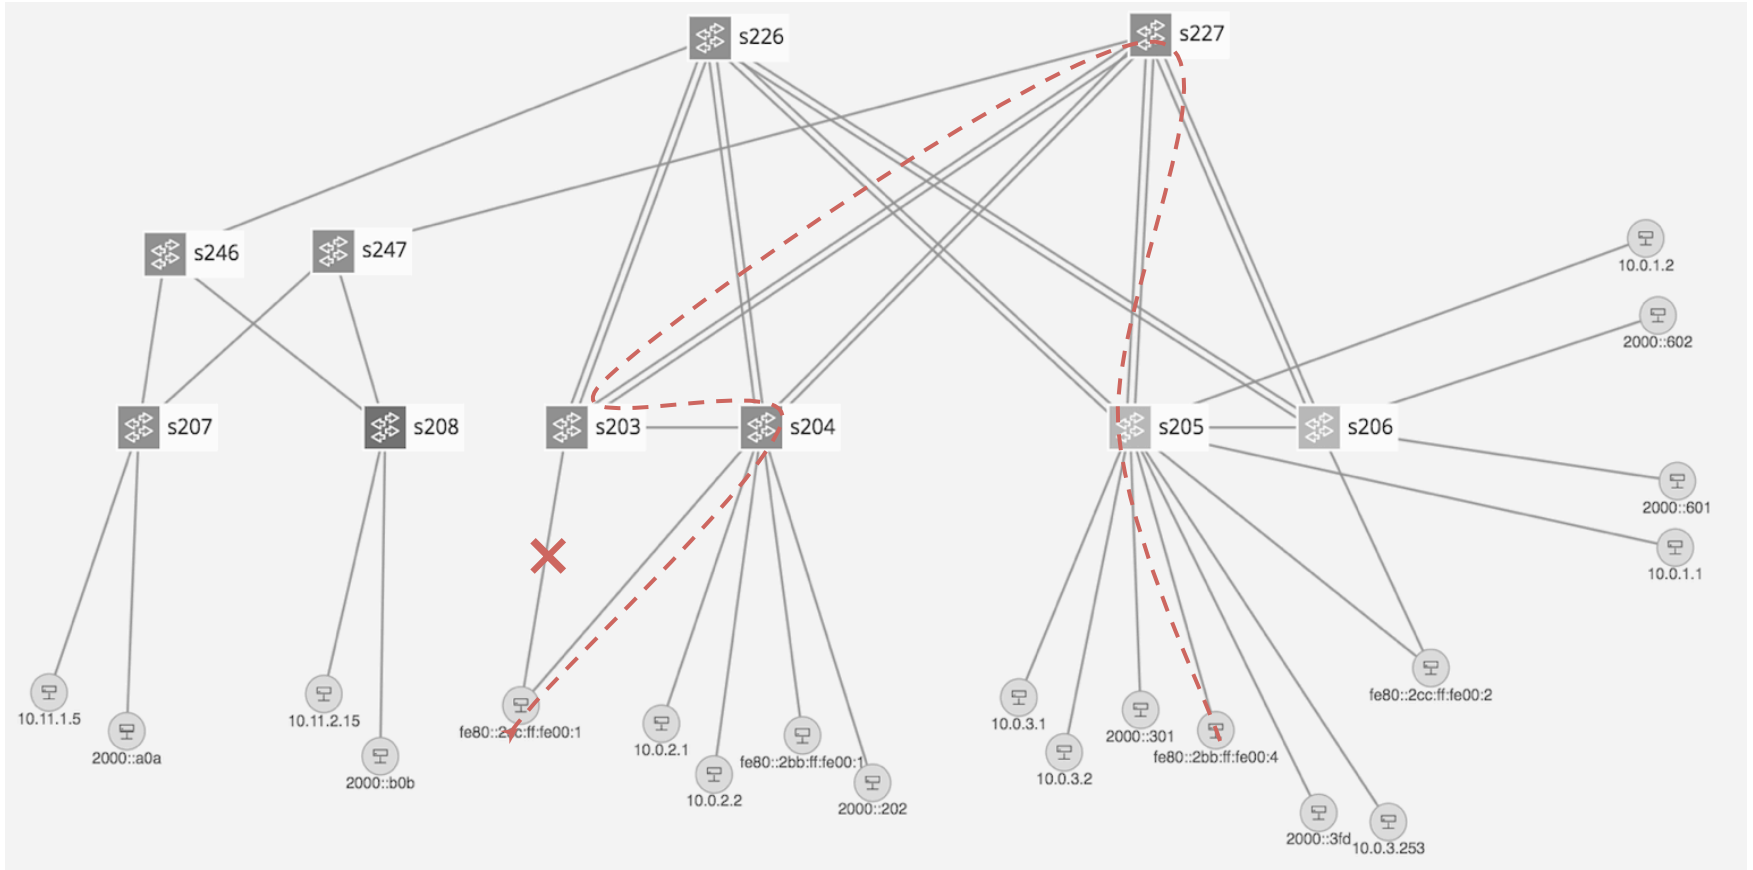 s226
s227
s246
s247
10.0.1.2
2000::602
s207
s208
s203
s204
s205
s206
2000::601
10.0.1.1
10.11.1.5
2000::a0a
10.11.2.15
2000::b0b
10.0.2.1
10.0.2.2
fe80::2bb:ff:fe00:1
2000::202
10.0.3.1
10.0.3.2
2000::301
fe80::2bb:ff:fe00:4
fe80::2cc:ff:fe00:2
2000::3fd
10.0.3.253